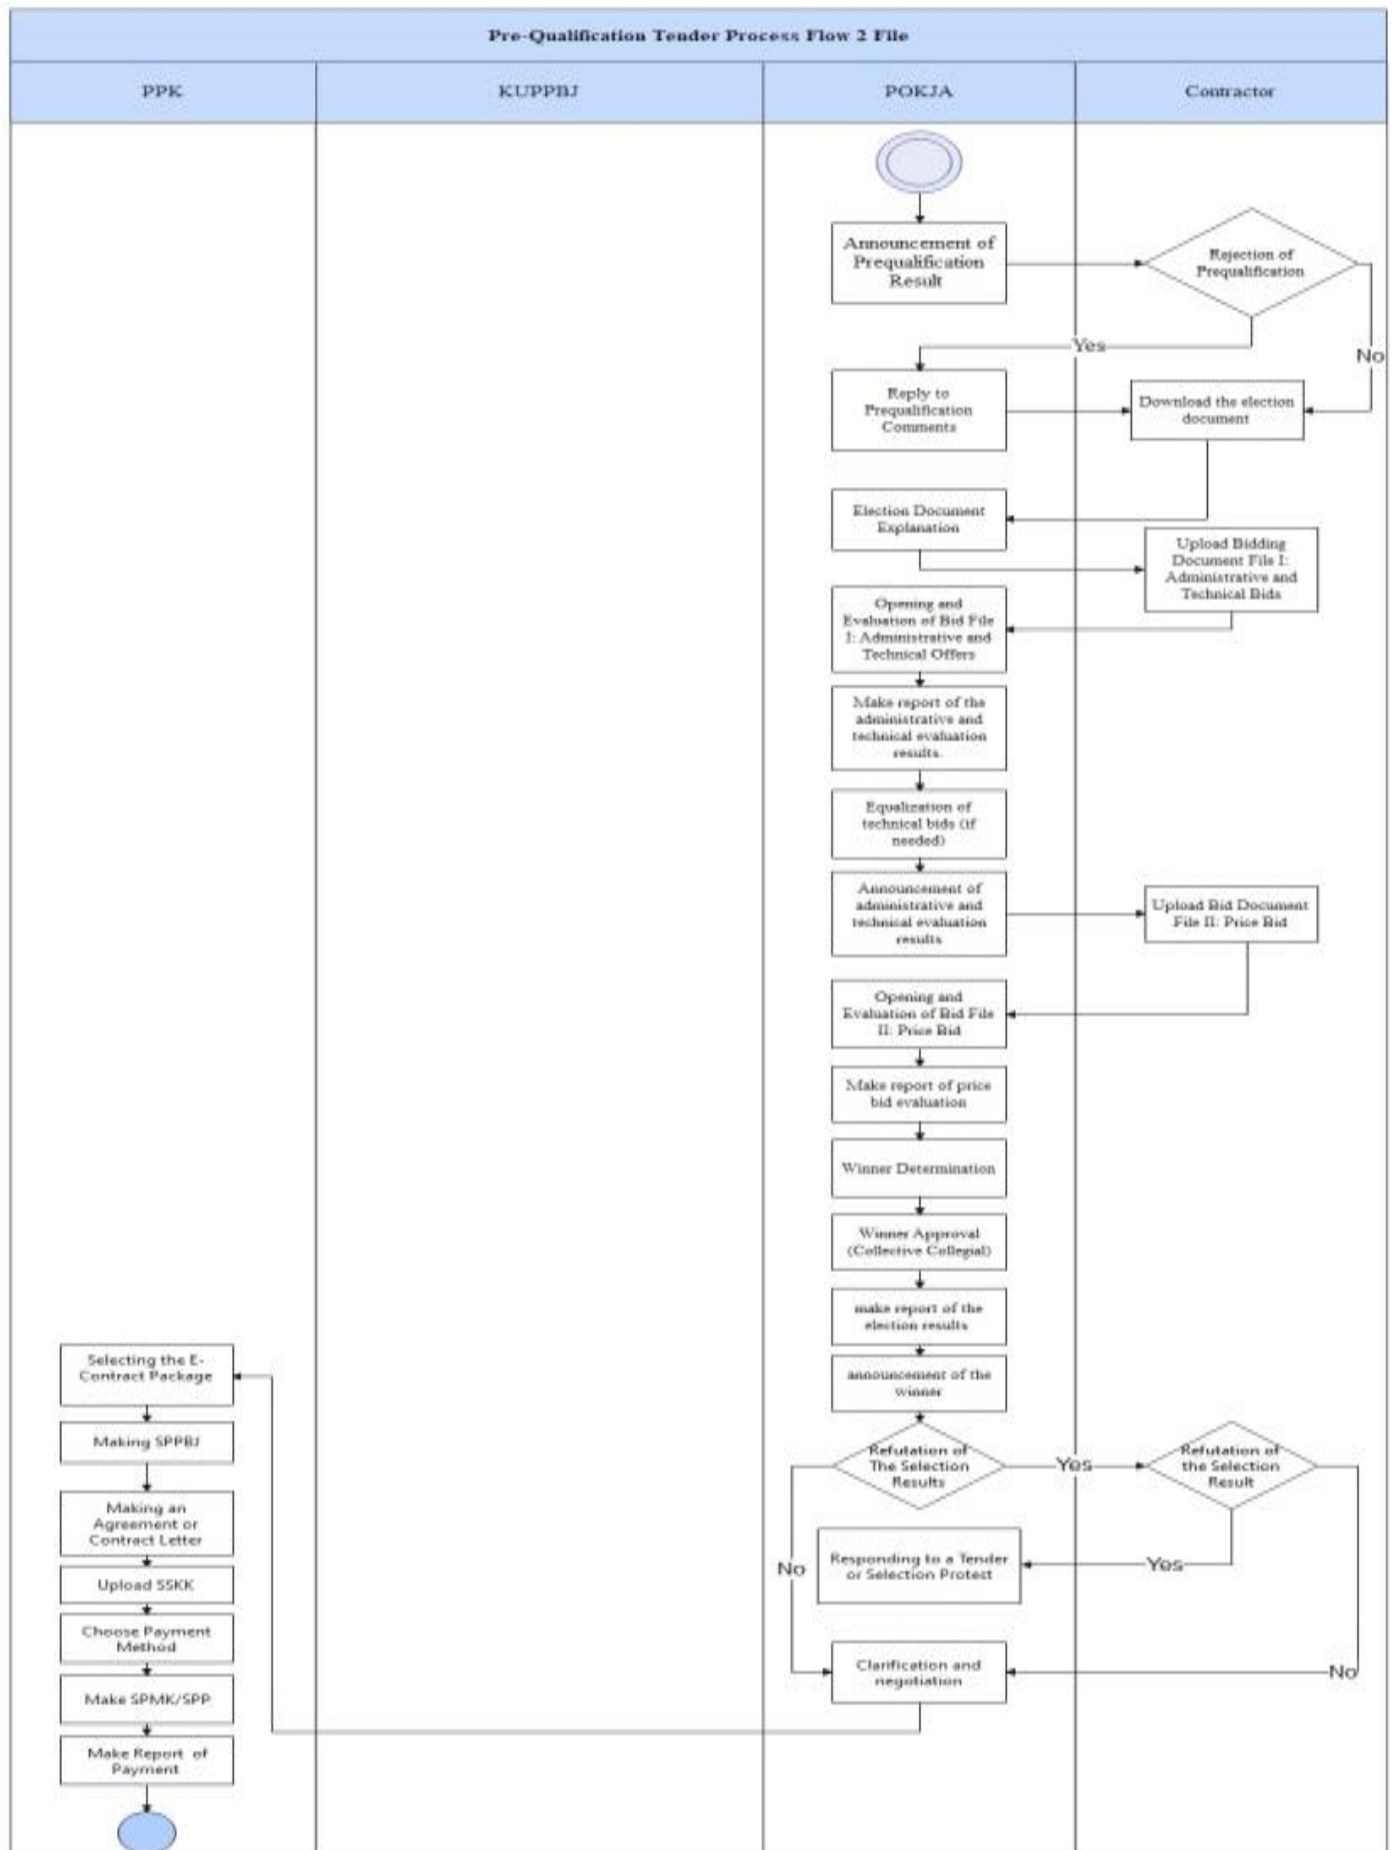 Pre-Qualification Tender Process Flow 2 File
PPK
KUPPBJ
POKJA
Contractor
Announcement of
Prequalification
Result
Rejection of
Prequalification
Yes
No
Reply to
Prequalification
Comments
Download the election
document
Election Document
Explanation
Upload Bidding
Document File I:
Administrative and
Technical Bids
Opening and
Evaluation of Bid File
I: Administrative and
Technical Offers
Make report of the
administrative and
technical evaluation
results.
Equalization of
technical bids (if
needed)
Announcement of
administrative and
technical evaluation
results
Upload Bid Document
File II: Price Bid
Opening and
Evaluation of Bid File
II: Price Bid
Make report of price
bid evaluation
Winner Determination
Winner Approval
(Collective Collegial)
make report of the
election results
announcement of the
winner
Refutation of
The Selection
Results
Yes
Refutation of
the Selection
Result
No
Responding to a Tender
or Selection Protest
Yes
Clarification and
negotiation
No
Selecting the E-
Contract Package
Making SPPBJ
Making an
Agreement or
Contract Letter
Upload SSKK
Choose Payment
Method
Make SPMK/SPP
Make Report of
Payment